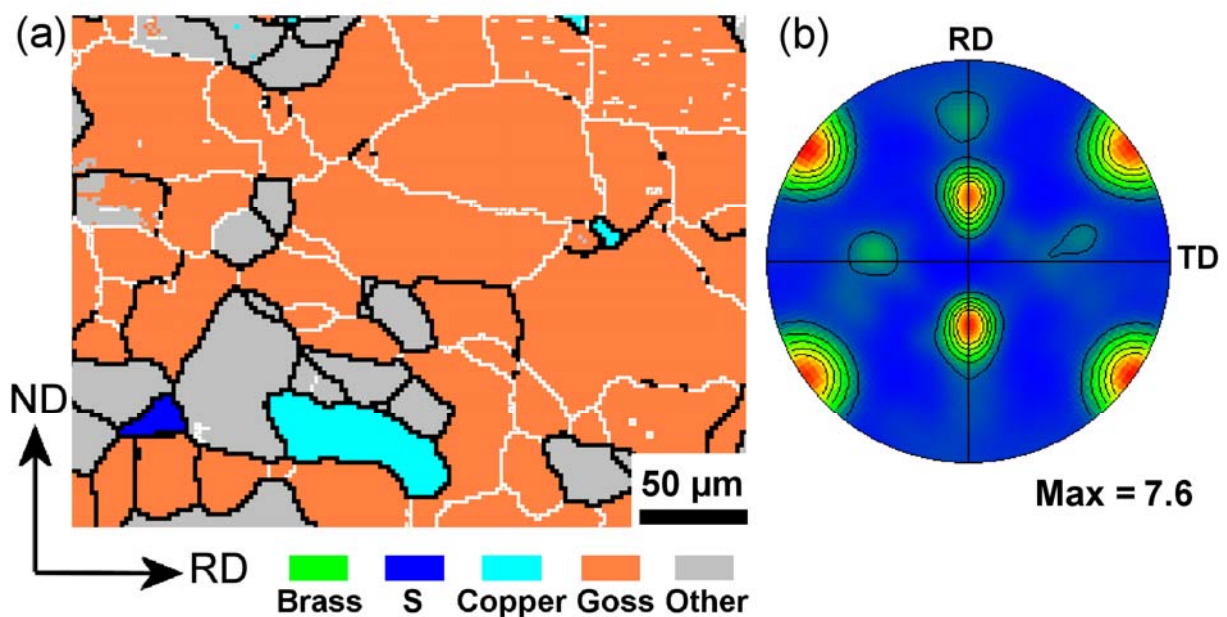 (a)
(b)
RD
TD
ND
50 µm
Max = 7.6
RD
Brass S Copper Goss Other